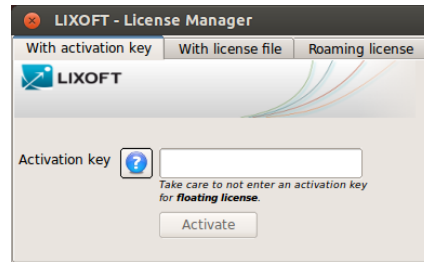 LIXOFT - License Manager
With activation key With license file Roaming license
LIXOFT
Activation key
Take care to not enter an activation key
for floating license.
Activate